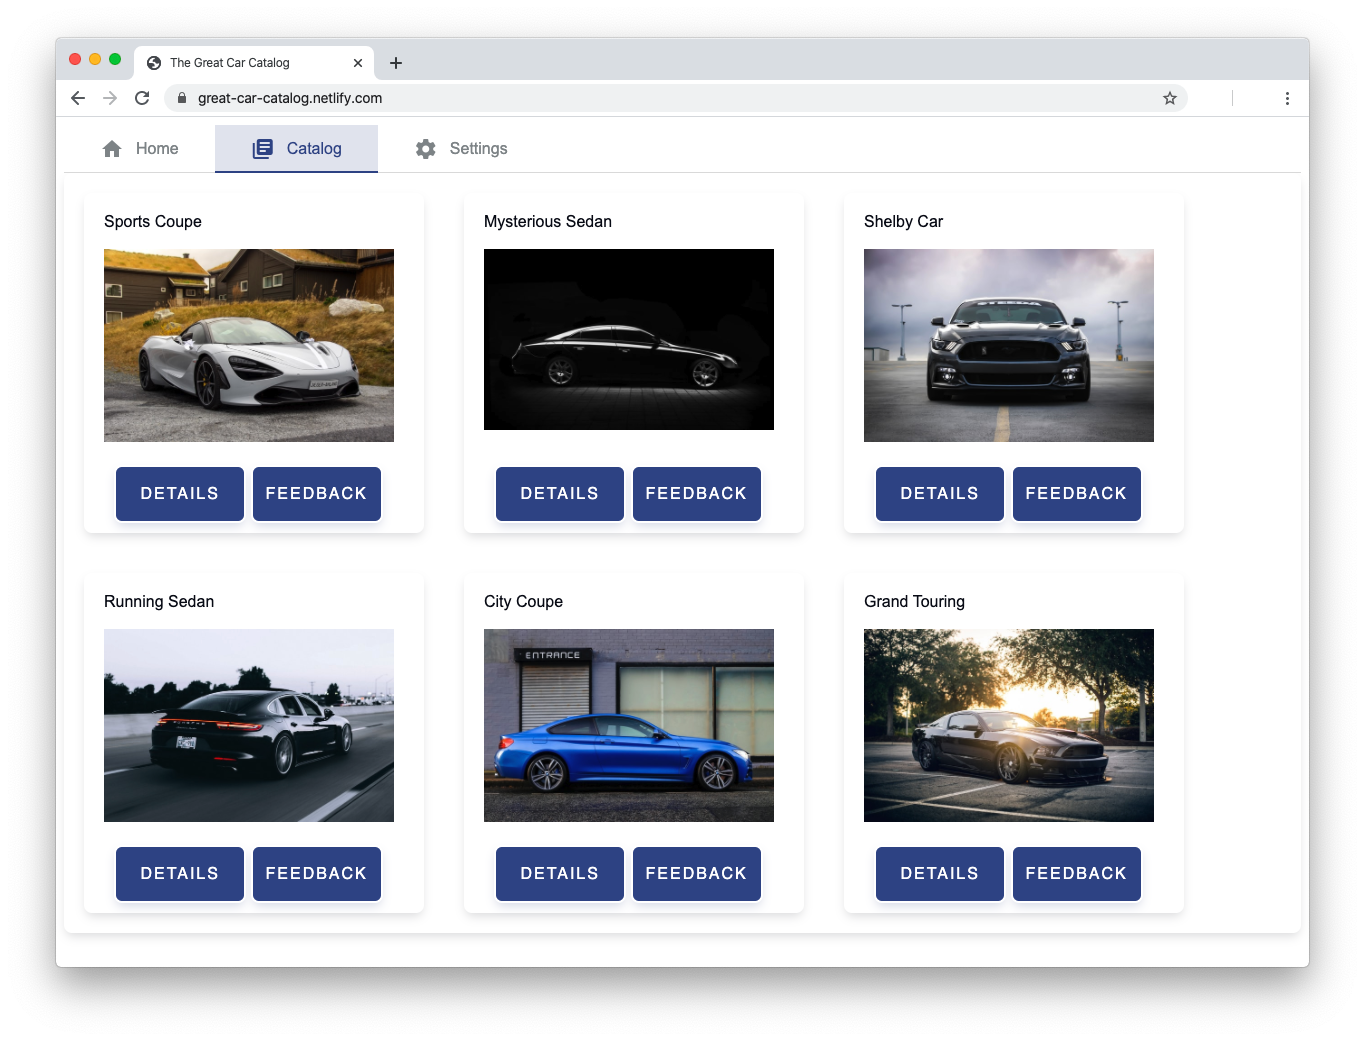 The Great Car Catalog
great-car-catalog.netlify.com
Home Catalog Settings
Sports Coupe Mysterious Sedan Shelby Car
STEEDA
DETAILS FEEDBACK DETAILS FEEDBACK DETAILS FEEDBACK
Running Sedan City Coupe Grand Touring
ENTRANCE
DETAILS FEEDBACK DETAILS FEEDBACK DETAILS FEEDBACK